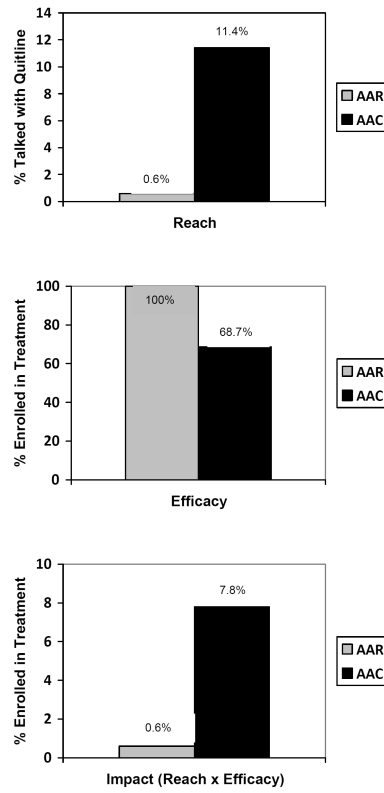 14
12
10
8
6
4
2
0
% Talked with Quitline
11.4%
0.6%
Reach
AAR
AAC
100
80
60
40
20
0
% Enrolled in Treatment
100%
68.7%
Efficacy
AAR
AAC
10
8
6
4
2
0
% Enrolled in Treatment
7.8%
0.6%
Impact (Reach x Efficacy)
AAR
AAC